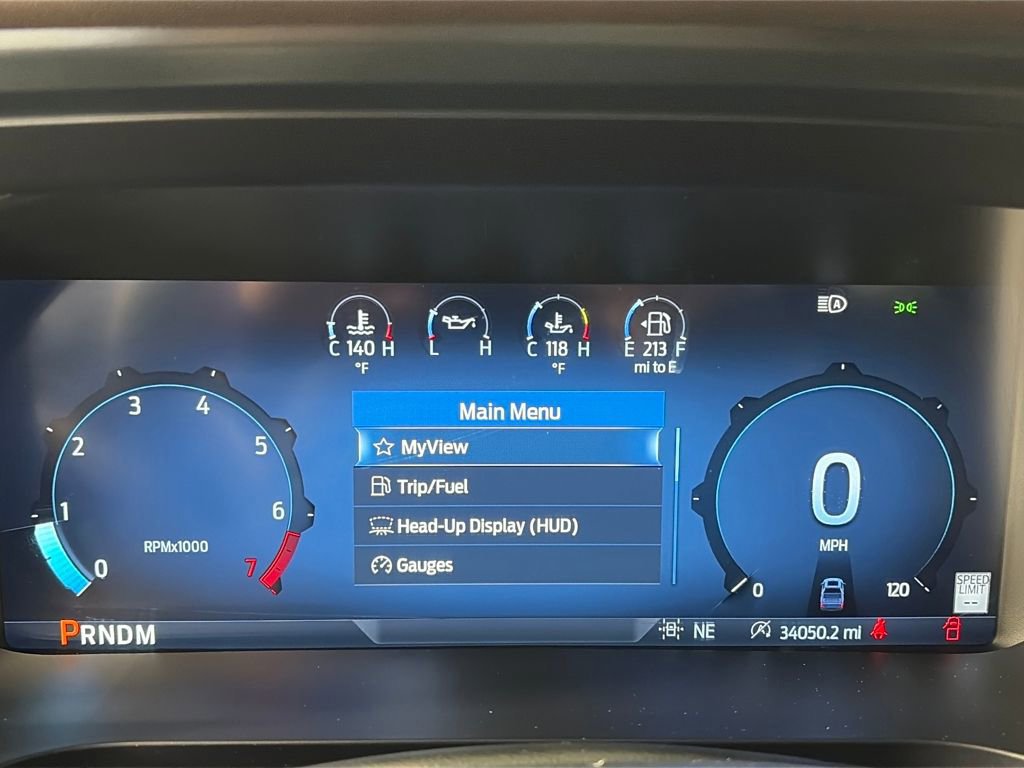 C 140 H
°F
L H
C 118 H
°F
E 213 F
mi to E
A
Main Menu
MyView
Trip/Fuel
Head-Up Display (HUD)
Gauges
0
1
2
3
4
5
6
7
RPMx1000
0
MPH
0
120
SPEED
LIMIT
--
PRNDM
NE
34050.2 mi